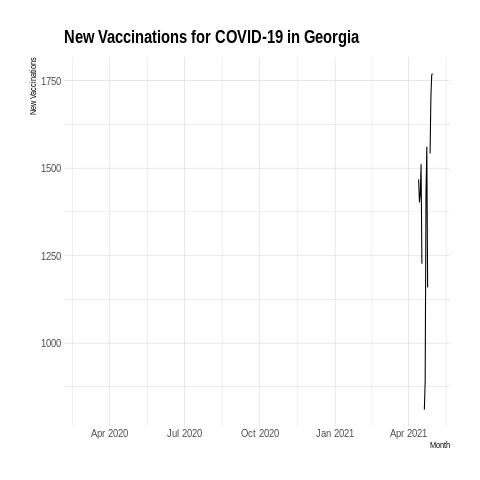 New Vaccinations for COVID-19 in Georgia
New Vaccinations
1750
1500
1250
1000
Apr 2020 Jul 2020 Oct 2020 Jan 2021 Apr 2021
Month